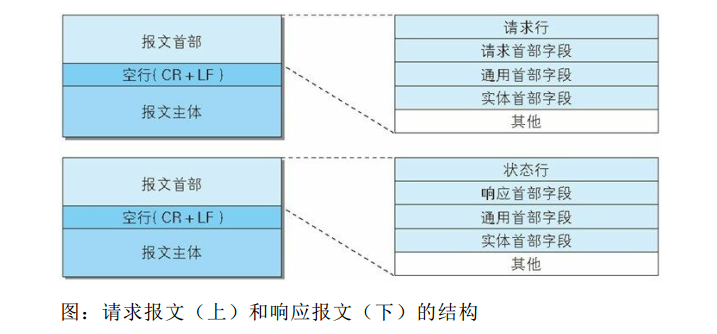 报文首部
空行(CR+LF)
报文主体
请求行
请求首部字段
通用首部字段
实体首部字段
其他
报文首部
空行(CR+LF)
报文主体
状态行
响应首部字段
通用首部字段
实体首部字段
其他
图：请求报文（上）和响应报文（下）的结构